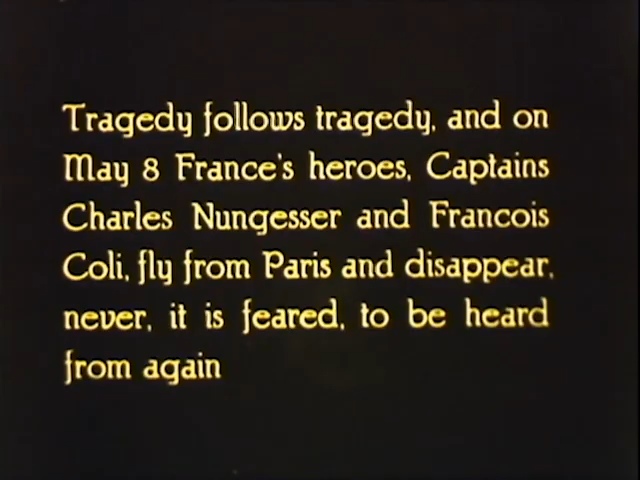 Tragedy follows tragedy, and on
May 8 France's heroes, Captains
Charles Nungesser and Francois
Coli, fly from Paris and disappear,
never, it is feared, to be heard
from again